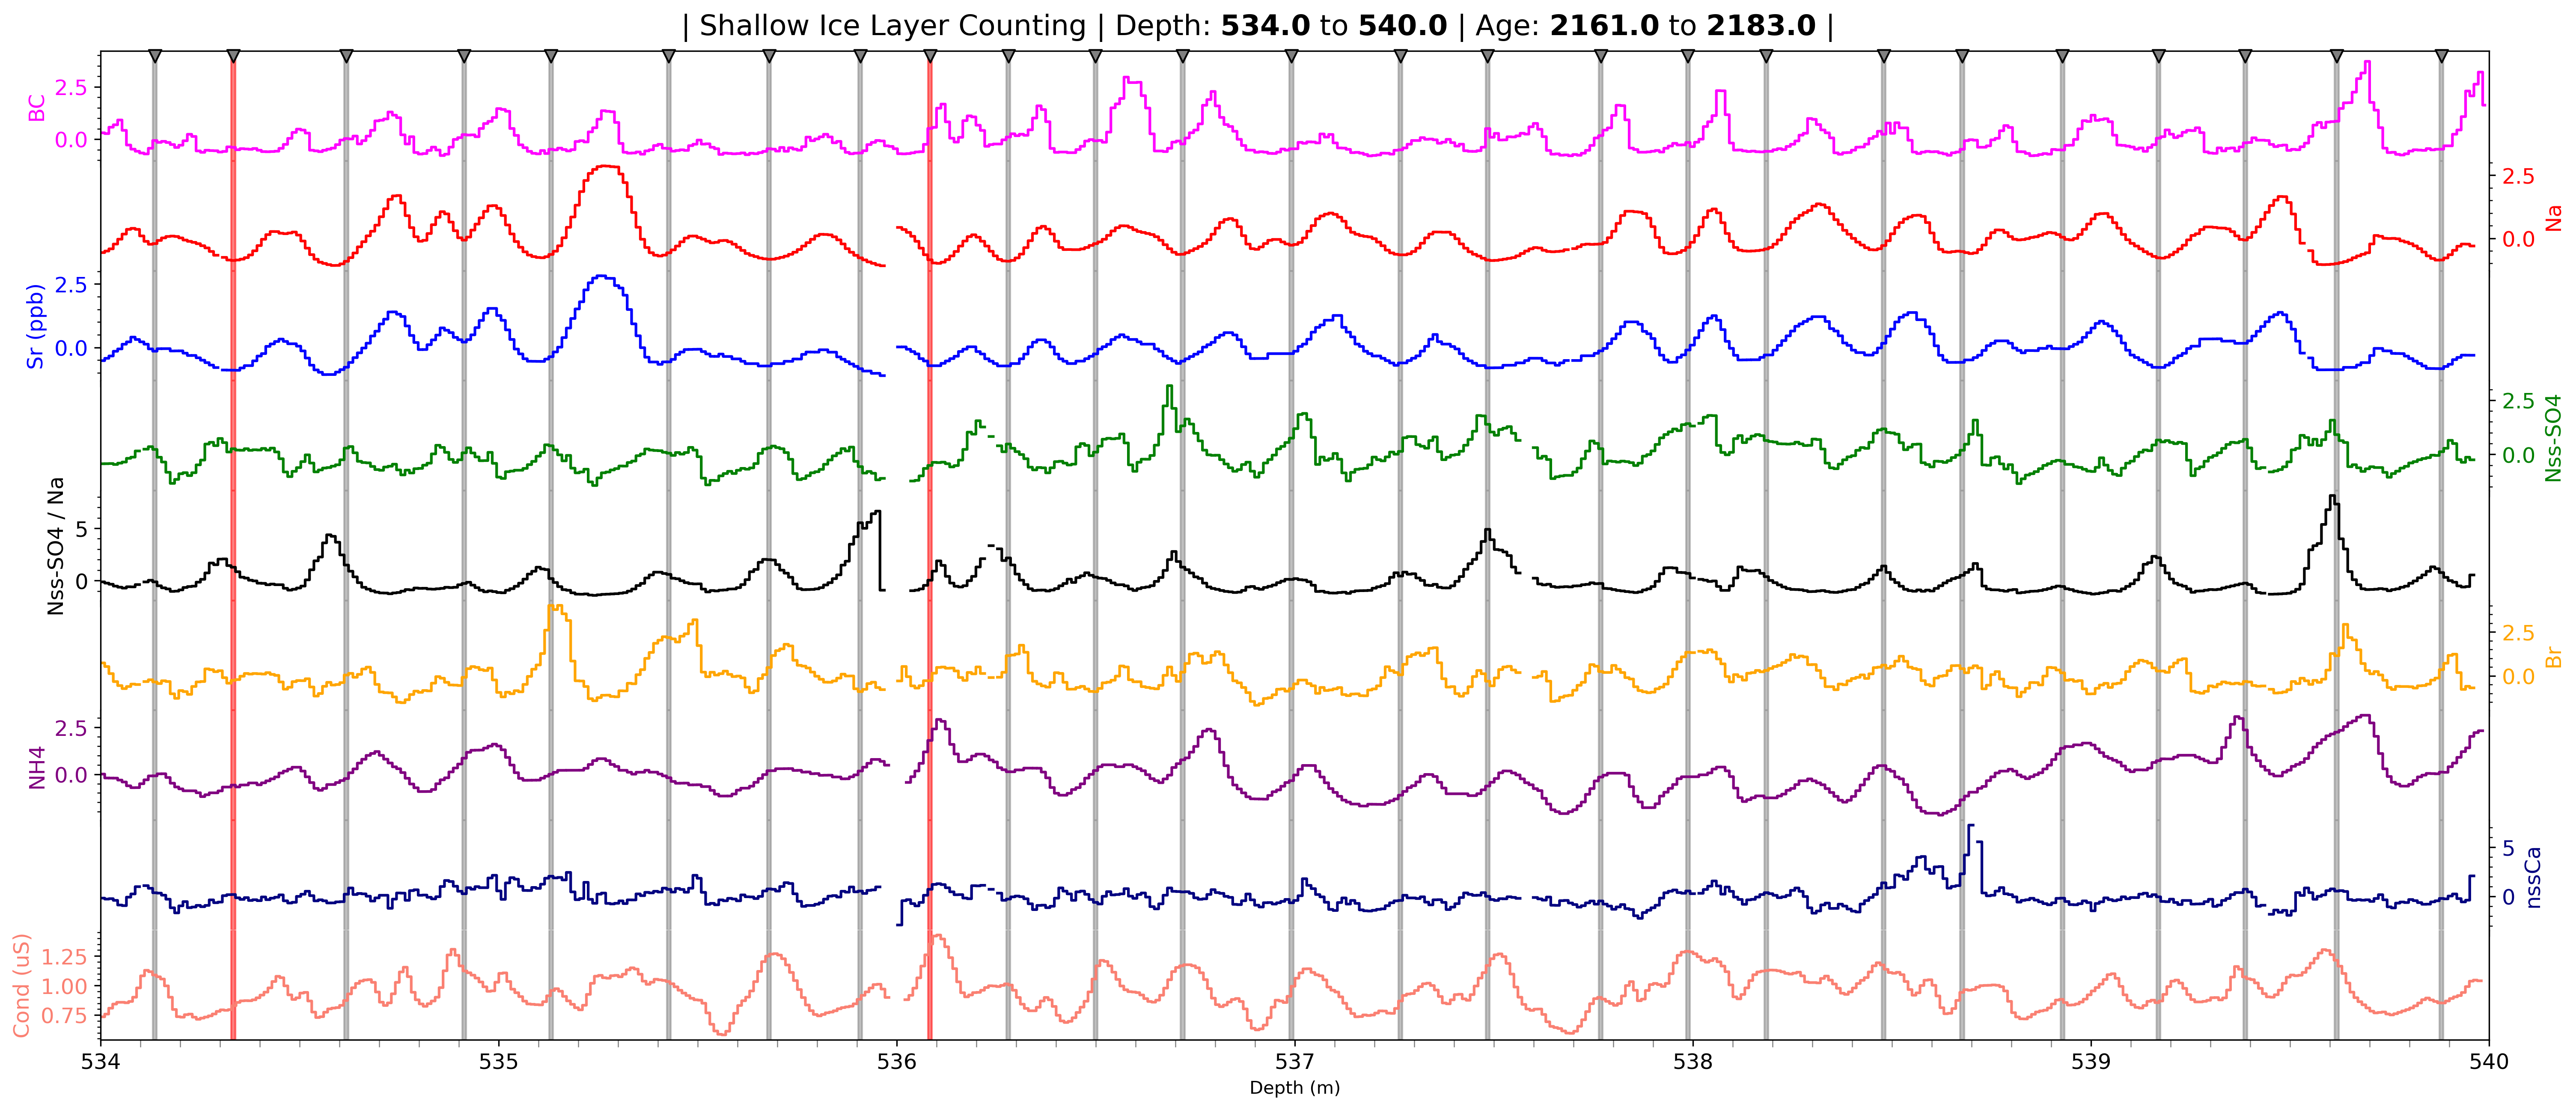 | Shallow Ice Layer Counting | Depth: 534.0 to 540.0 | Age: 2161.0 to 2183.0 |
BC
2.5
0.0
2.5
0.0
Na
Sr (ppb)
2.5
0.0
2.5
0.0
Nss-SO4
Nss-SO4 / Na
5
0
2.5
0.0
Br
NH4
2.5
0.0
5
0
nssCa
Cond (uS)
1.25
1.00
0.75
534 535 536 537 538 539 540
Depth (m)